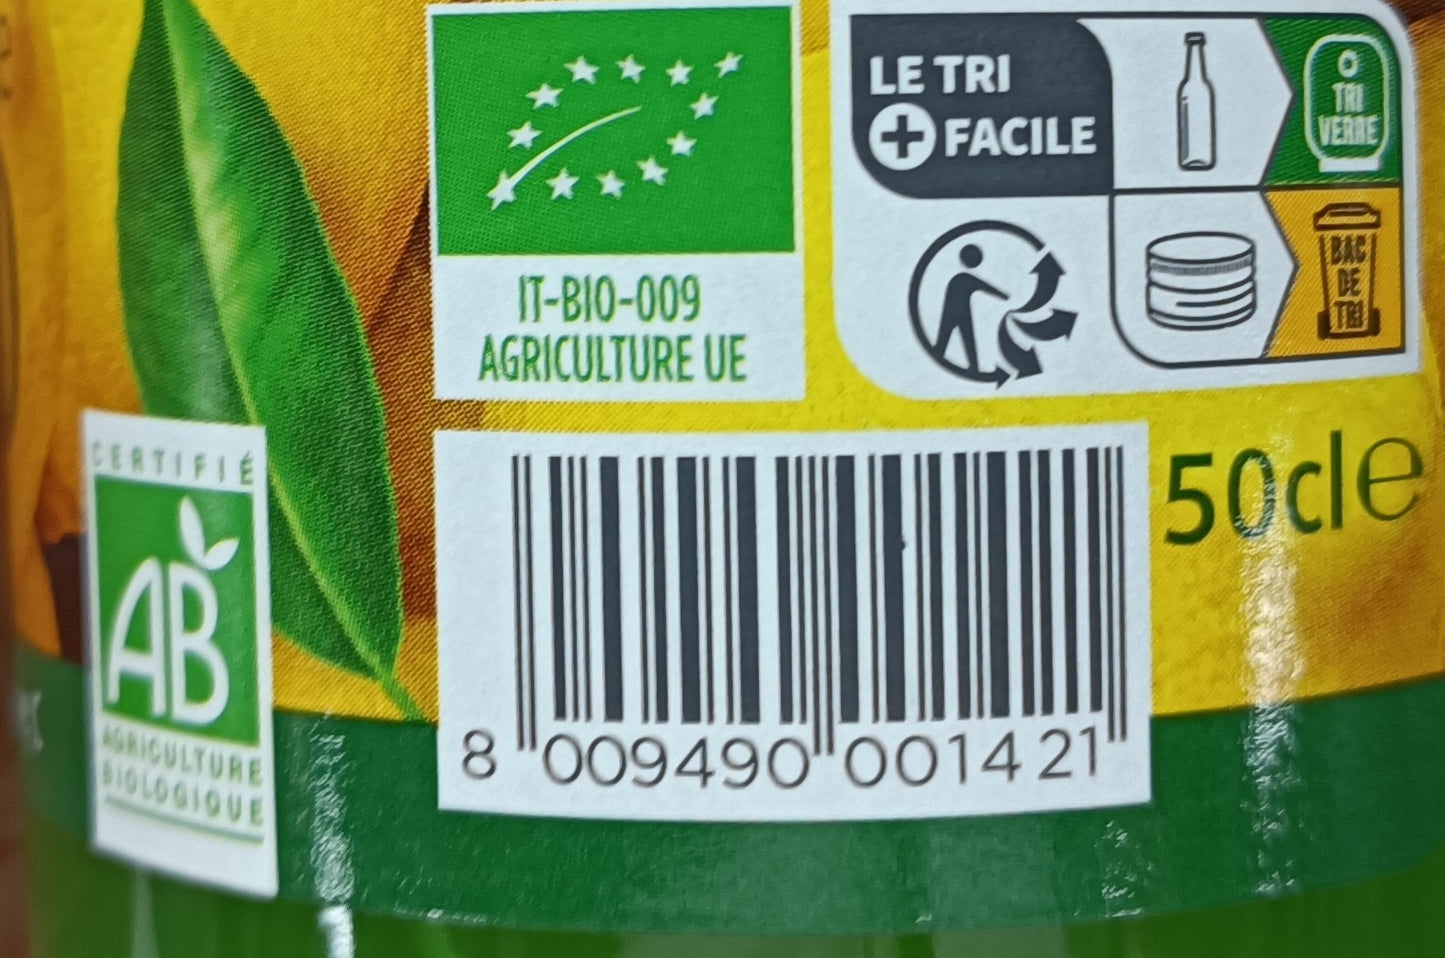 IT-BIO-009
AGRICULTURE UE
LE TRI
+ FACILE
TRI
VERRE
BAC
DE
TRI
50cl e
CERTIFIÉ
AB
AGRICULTURE
BIOLOGIQUE
8 009490 001421